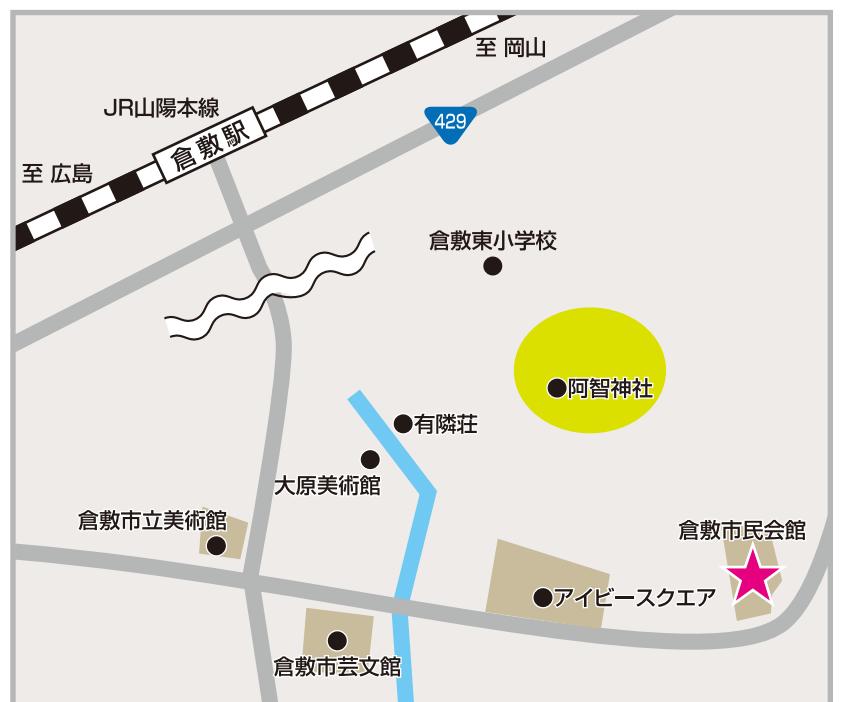 至 岡山
JR山陽本線
429
倉敷駅
至 広島
倉敷東小学校
阿智神社
有隣荘
大原美術館
倉敷市立美術館
倉敷市民会館
アイビースクエア
倉敷市芸文館